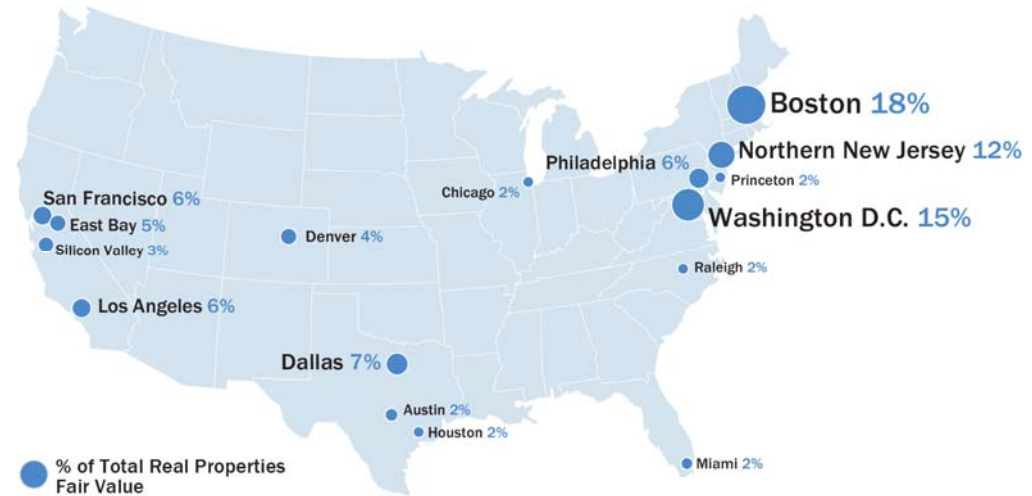 Boston 18%
Northern New Jersey 12%
Philadelphia 6%
Princeton 2%
Chicago 2%
San Francisco 6%
Washington D.C. 15%
East Bay 5%
Denver 4%
Silicon Valley 3%
Raleigh 2%
Los Angeles 6%
Dallas 7%
Austin 2%
Houston 2%
Miami 2%
% of Total Real Properties
Fair Value